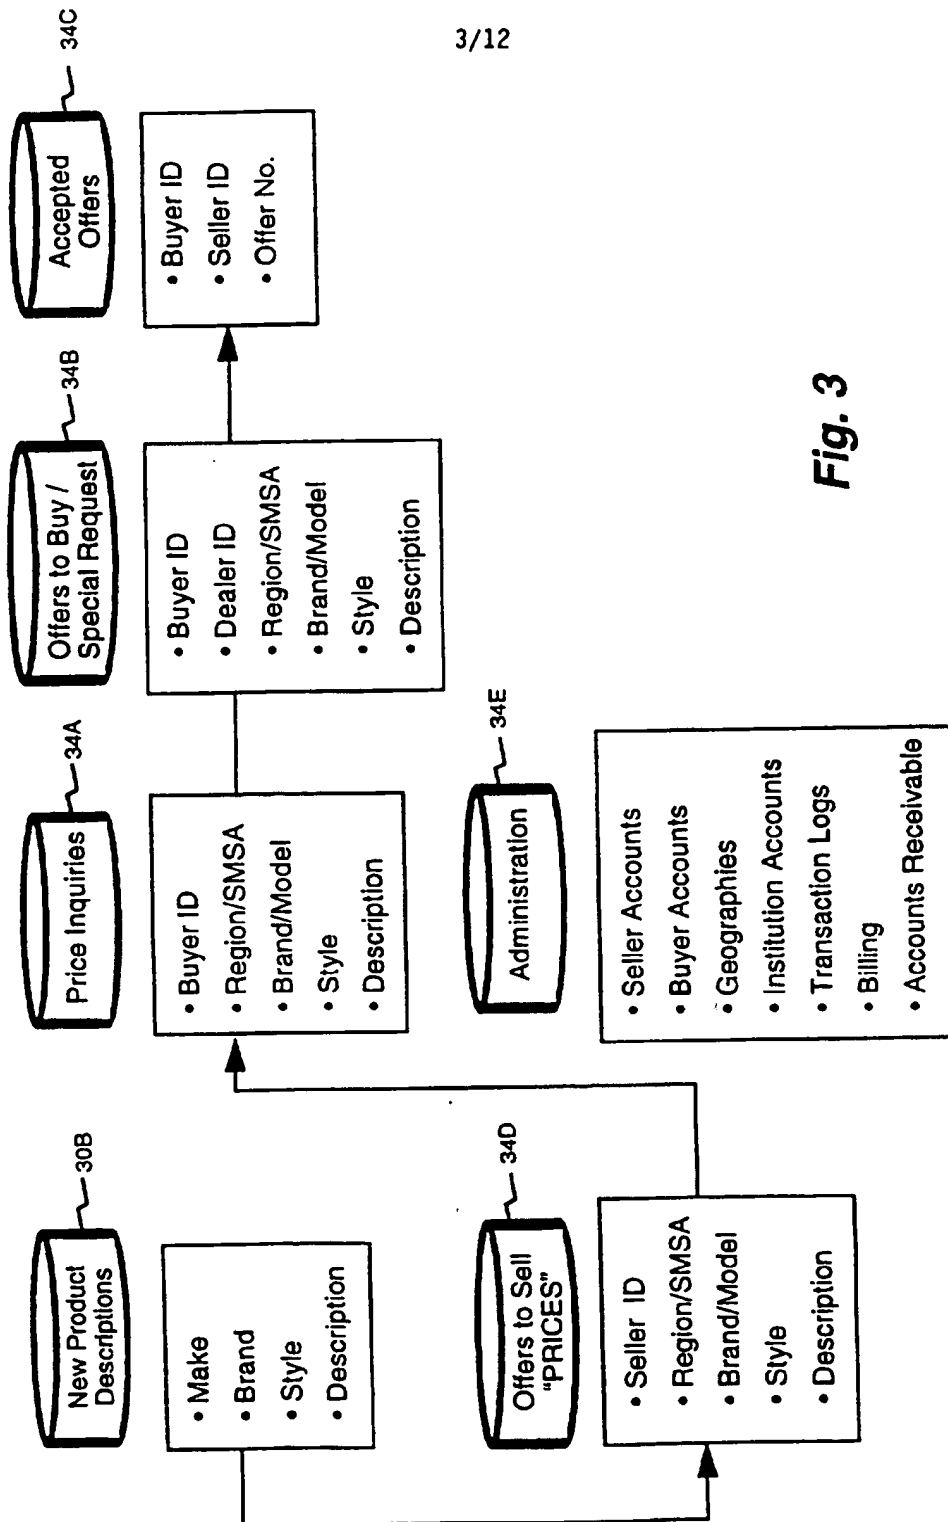 3/12
New Product
Descriptions
30B
• Make
• Brand
• Style
• Description
Price Inquiries
34A
• Buyer ID
• Region/SMSA
• Brand/Model
• Style
• Description
Offers to Buy /
Special Request
34B
• Buyer ID
• Dealer ID
• Region/SMSA
• Brand/Model
• Style
• Description
Accepted
Offers
34C
• Buyer ID
• Seller ID
• Offer No.
Offers to Sell
"PRICES"
34D
• Seller ID
• Region/SMSA
• Brand/Model
• Style
• Description
Administration
34E
• Seller Accounts
• Buyer Accounts
• Geographies
• Institution Accounts
• Transaction Logs
• Billing
• Accounts Receivable
Fig. 3